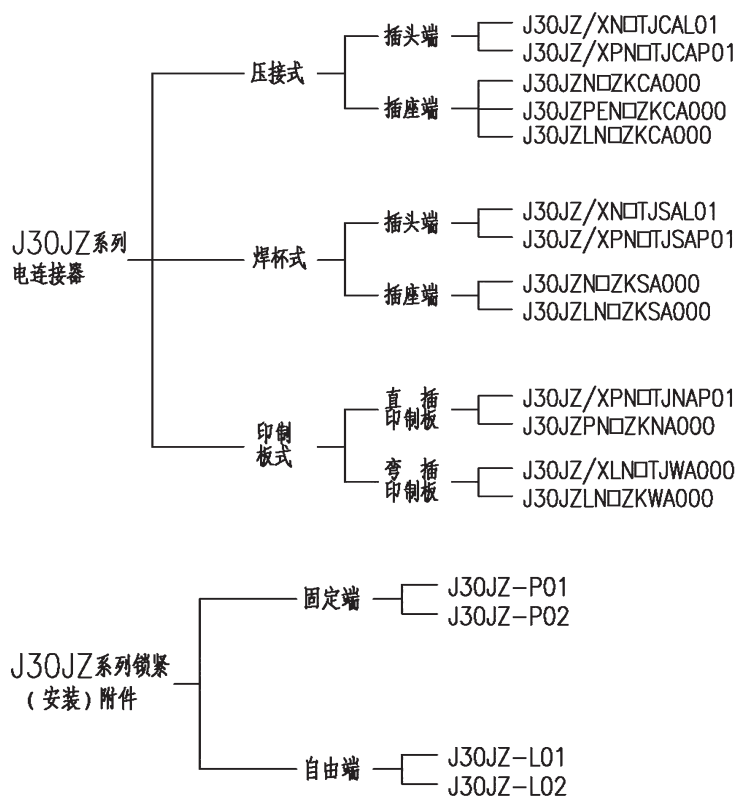 J30JZ系列
电连接器
压接式
插头端
J30JZ/XN□TJCAL01
J30JZ/XPN□TJCAP01
插座端
J30JZN□ZKCA000
J30JZPEN□ZKCA000
J30JZLN□ZKCA000
焊杯式
插头端
J30JZ/XN□TJSAL01
J30JZ/XPN□TJSAP01
插座端
J30JZN□ZKSA000
J30JZLN□ZKSA000
印制
板式
直 插
印制板
J30JZ/XPN□TJNAP01
J30JZPN□ZKNA000
弯 插
印制板
J30JZ/XLN□TJWA000
J30JZLN□ZKWA000
J30JZ系列锁紧
(安装)附件
固定端
J30JZ-P01
J30JZ-P02
自由端
J30JZ-L01
J30JZ-L02